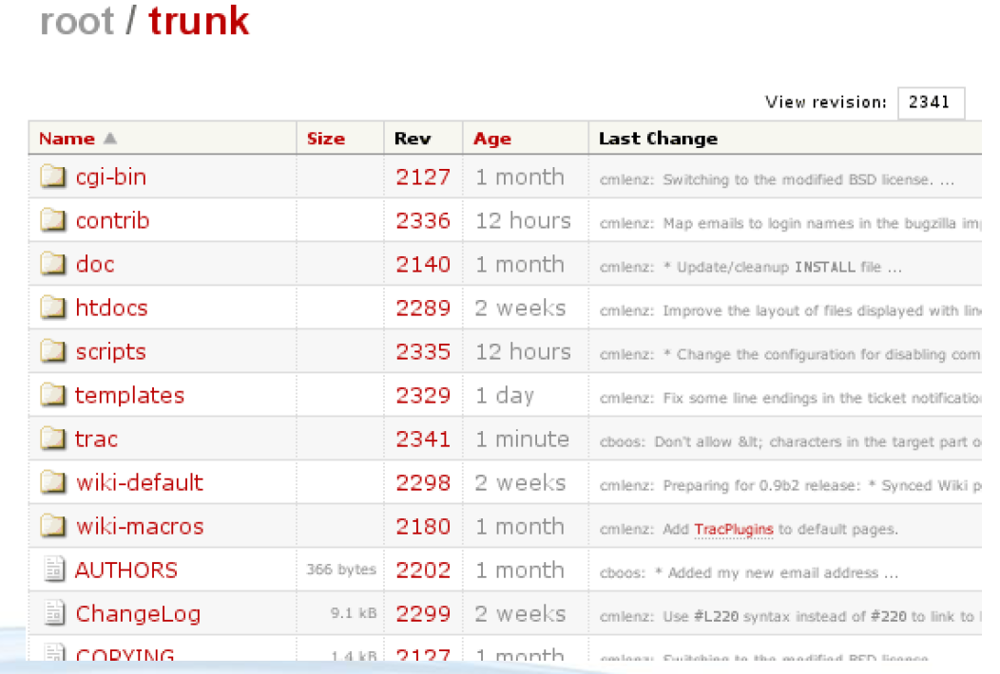 root / trunk
View revision: 2341
Name Size Rev Age Last Change
cgi-bin 2127 1 month cmlenz: Switching to the modified BSD license. ...
contrib 2336 12 hours cmlenz: Map emails to login names in the bugzilla im
doc 2140 1 month cmlenz: * Update/cleanup INSTALL file ...
htdocs 2289 2 weeks cmlenz: Improve the layout of files displayed with lin
scripts 2335 12 hours cmlenz: * Change the configuration for disabling com
templates 2329 1 day cmlenz: Fix some line endings in the ticket notificatio
trac 2341 1 minute cboos: Don't allow &lt; characters in the target part o
wiki-default 2298 2 weeks cmlenz: Preparing for 0.9b2 release: * Synced Wiki p
wiki-macros 2180 1 month cmlenz: Add TracPlugins to default pages.
AUTHORS 366 bytes 2202 1 month cboos: * Added my new email address ...
ChangeLog 9.1 kB 2299 2 weeks cmlenz: Use #L220 syntax instead of #220 to link to
COPYING 1.4 kB 2127 1 month cmlenz: Switching to the modified BSD license.